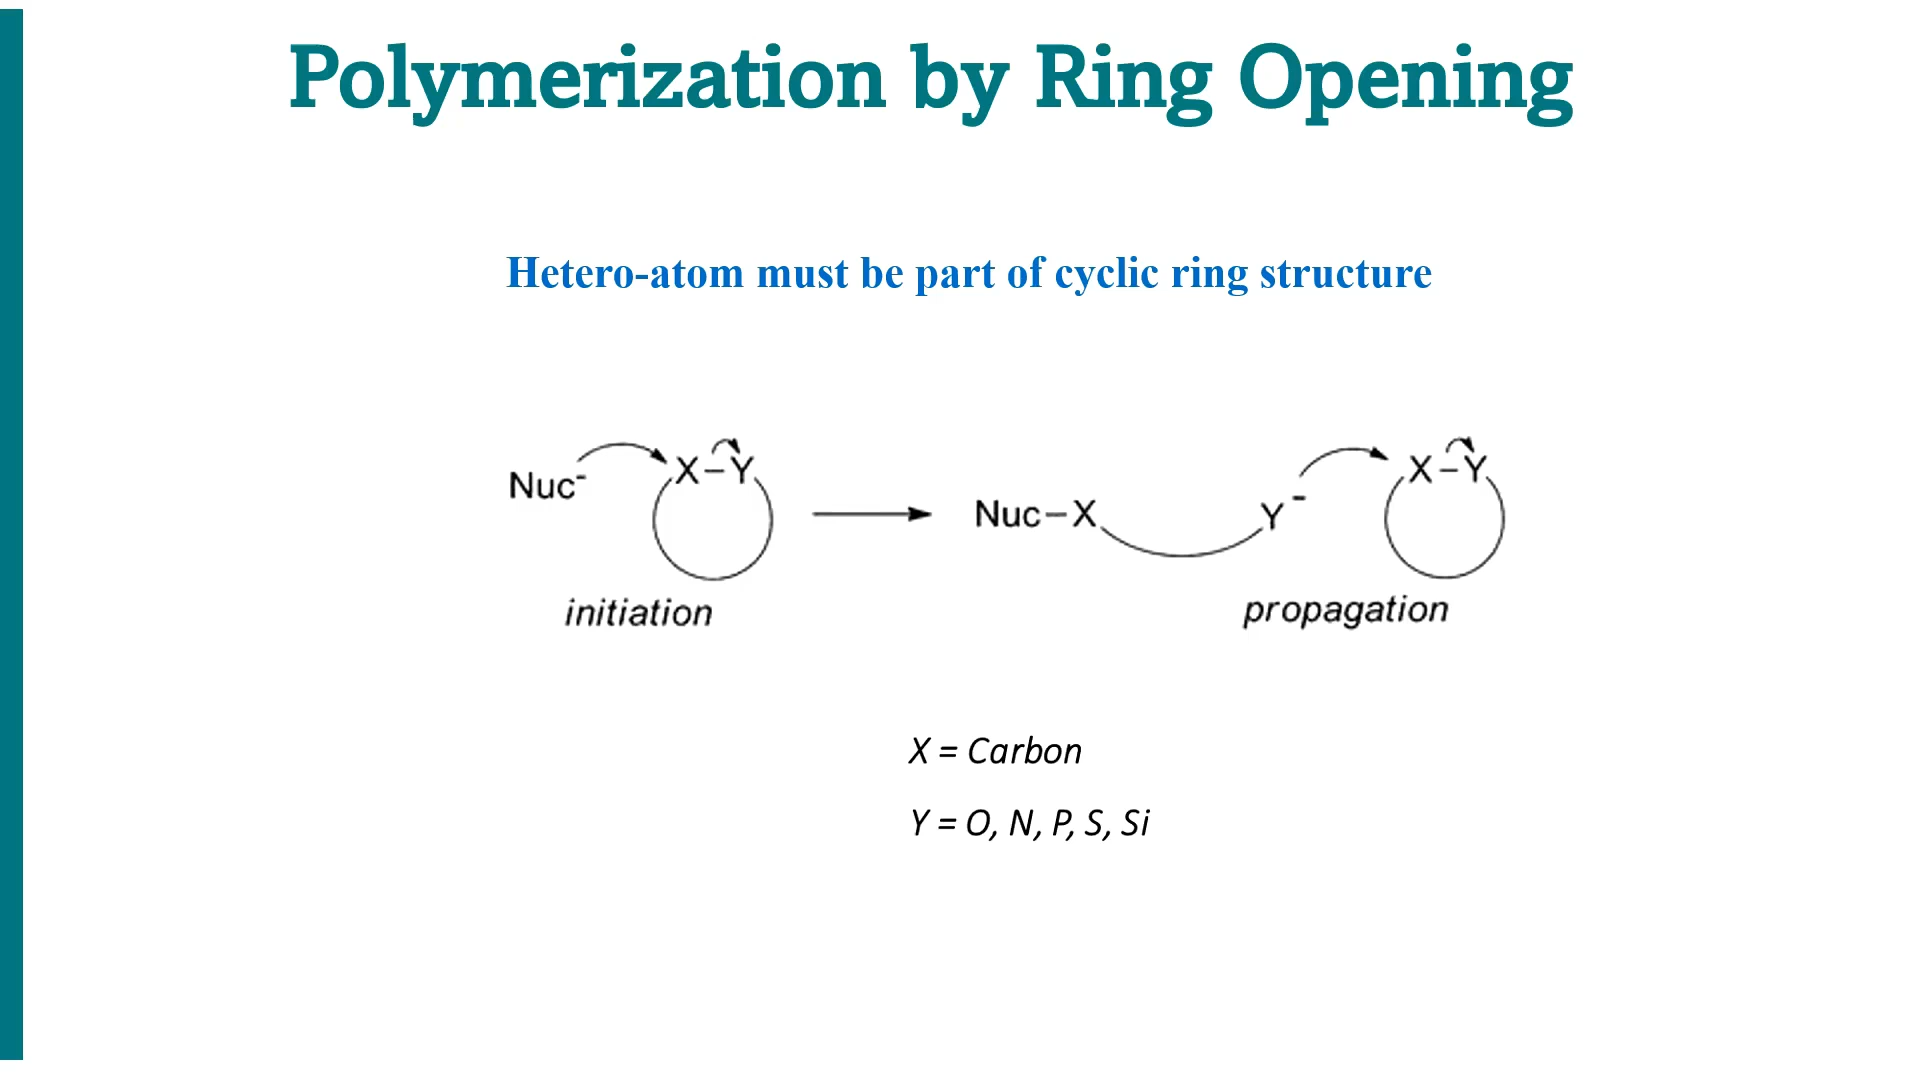 Polymerization by Ring Opening
Hetero-atom must be part of cyclic ring structure
Nuc⁻ X–Y Nuc–X Y⁻ X–Y
initiation propagation
X = Carbon
Y = O, N, P, S, Si